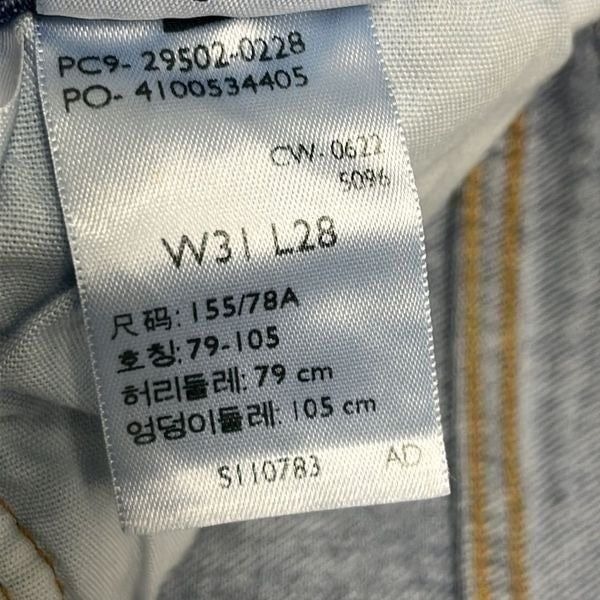 PC9- 29502-0228
PO- 4100534405
CW- 0622
5096
W31 L28
尺码: 155/78A
호칭: 79-105
허리둘레: 79 cm
엉덩이둘레: 105 cm
S110783 AD